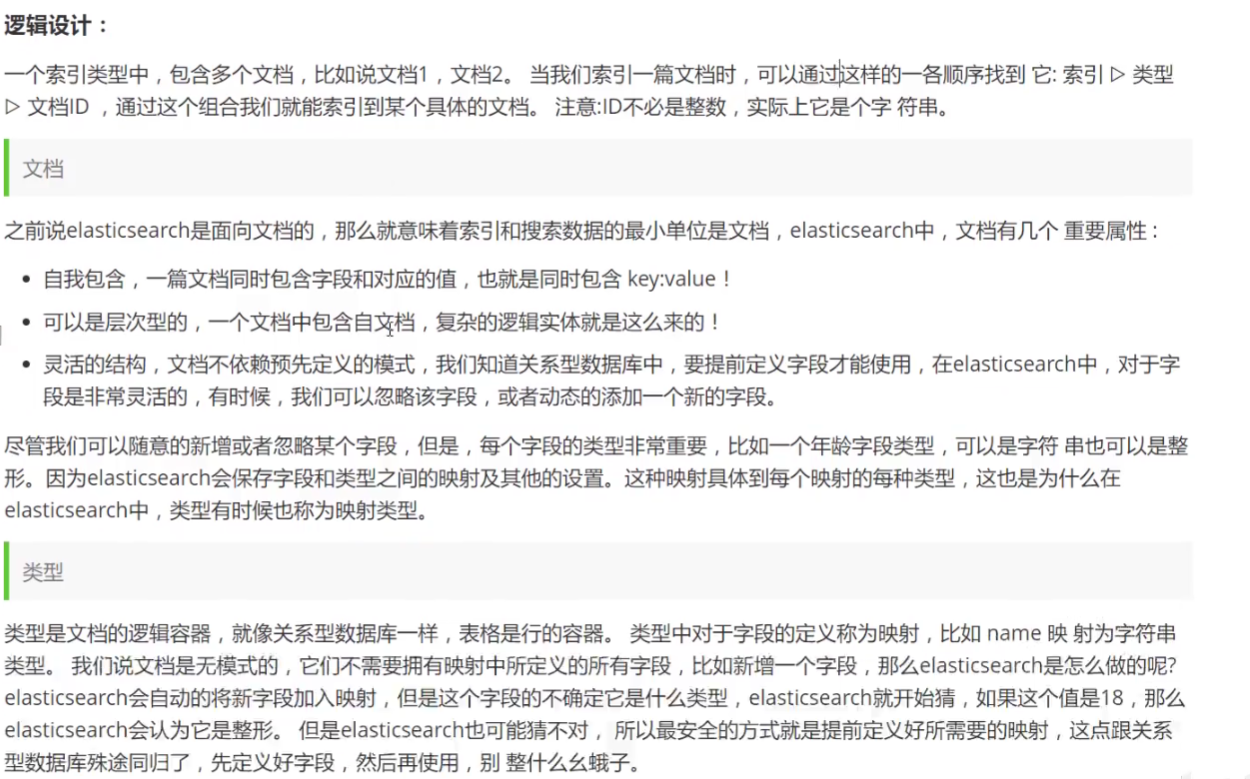 逻辑设计：
一个索引类型中，包含多个文档，比如说文档1，文档2。 当我们索引一篇文档时，可以通过这样的一各顺序找到 它: 索引 ▷ 类型
▷ 文档ID ，通过这个组合我们就能索引到某个具体的文档。 注意:ID不必是整数，实际上它是个字 符串。
文档
之前说elasticsearch是面向文档的，那么就意味着索引和搜索数据的最小单位是文档，elasticsearch中，文档有几个 重要属性 :
• 自我包含，一篇文档同时包含字段和对应的值，也就是同时包含 key:value！
• 可以是层次型的，一个文档中包含自文档，复杂的逻辑实体就是这么来的！
• 灵活的结构，文档不依赖预先定义的模式，我们知道关系型数据库中，要提前定义字段才能使用，在elasticsearch中，对于字
段是非常灵活的，有时候，我们可以忽略该字段，或者动态的添加一个新的字段。
尽管我们可以随意的新增或者忽略某个字段，但是，每个字段的类型非常重要，比如一个年龄字段类型，可以是字符 串也可以是整
形。因为elasticsearch会保存字段和类型之间的映射及其他的设置。这种映射具体到每个映射的每种类型，这也是为什么在
elasticsearch中，类型有时候也称为映射类型。
类型
类型是文档的逻辑容器，就像关系型数据库一样，表格是行的容器。 类型中对于字段的定义称为映射，比如 name 映 射为字符串
类型。 我们说文档是无模式的，它们不需要拥有映射中所定义的所有字段，比如新增一个字段，那么elasticsearch是怎么做的呢?
elasticsearch会自动的将新字段加入映射，但是这个字段的不确定它是什么类型，elasticsearch就开始猜，如果这个值是18，那么
elasticsearch会认为它是整形。 但是elasticsearch也可能猜不对， 所以最安全的方式就是提前定义好所需要的映射，这点跟关系
型数据库殊途同归了，先定义好字段，然后再使用，别 整什么幺蛾子。